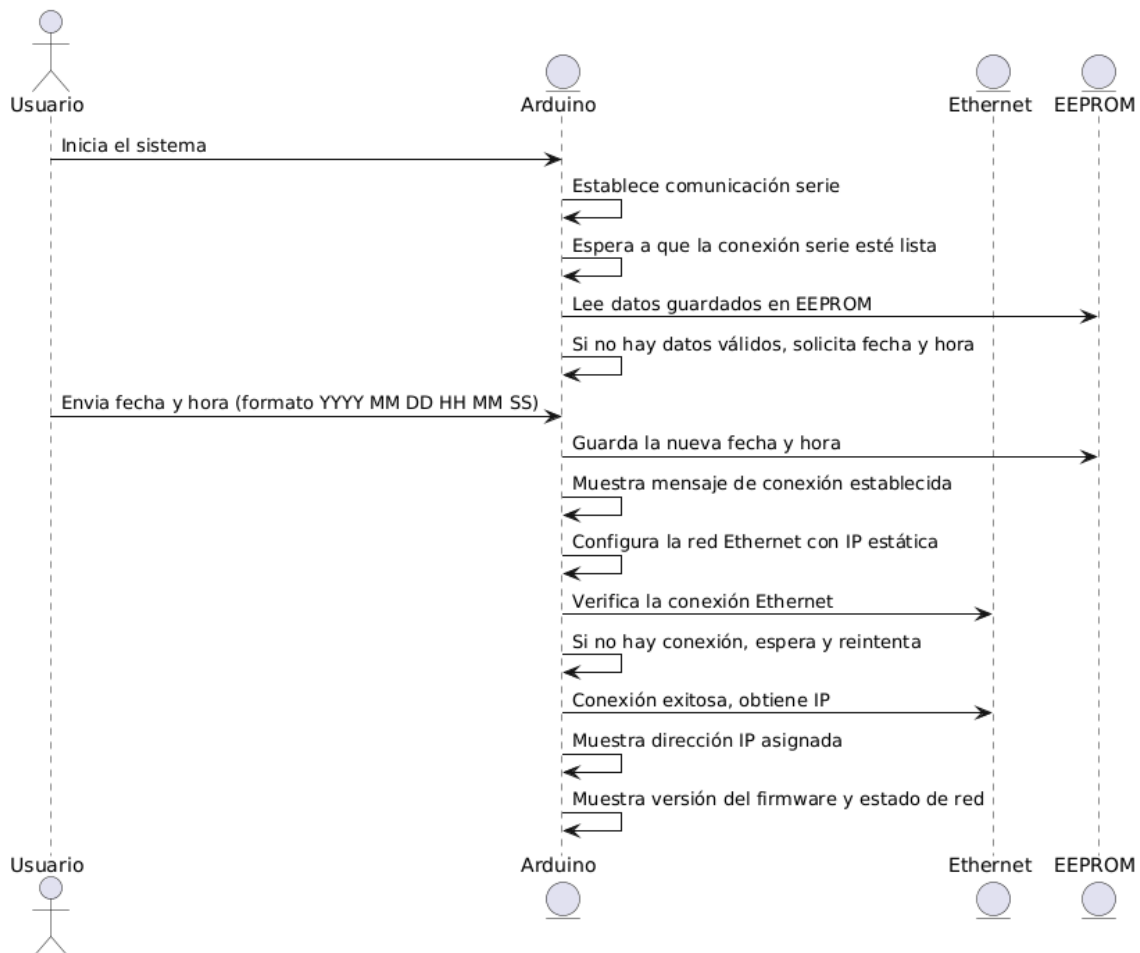 Usuario
Arduino
Ethernet
EEPROM
Inicia el sistema
Establece comunicación serie
Espera a que la conexión serie esté lista
Lee datos guardados en EEPROM
Si no hay datos válidos, solicita fecha y hora
Envia fecha y hora (formato YYYY MM DD HH MM SS)
Guarda la nueva fecha y hora
Muestra mensaje de conexión establecida
Configura la red Ethernet con IP estática
Verifica la conexión Ethernet
Si no hay conexión, espera y reintenta
Conexión exitosa, obtiene IP
Muestra dirección IP asignada
Muestra versión del firmware y estado de red
Usuario
Arduino
Ethernet
EEPROM